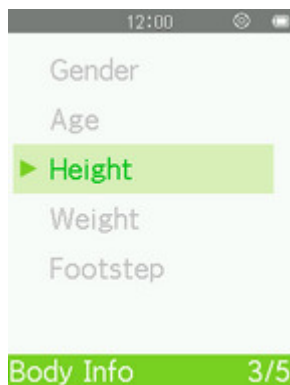 12:00
Gender
Age
Height
Weight
Footstep
Body Info 3/5